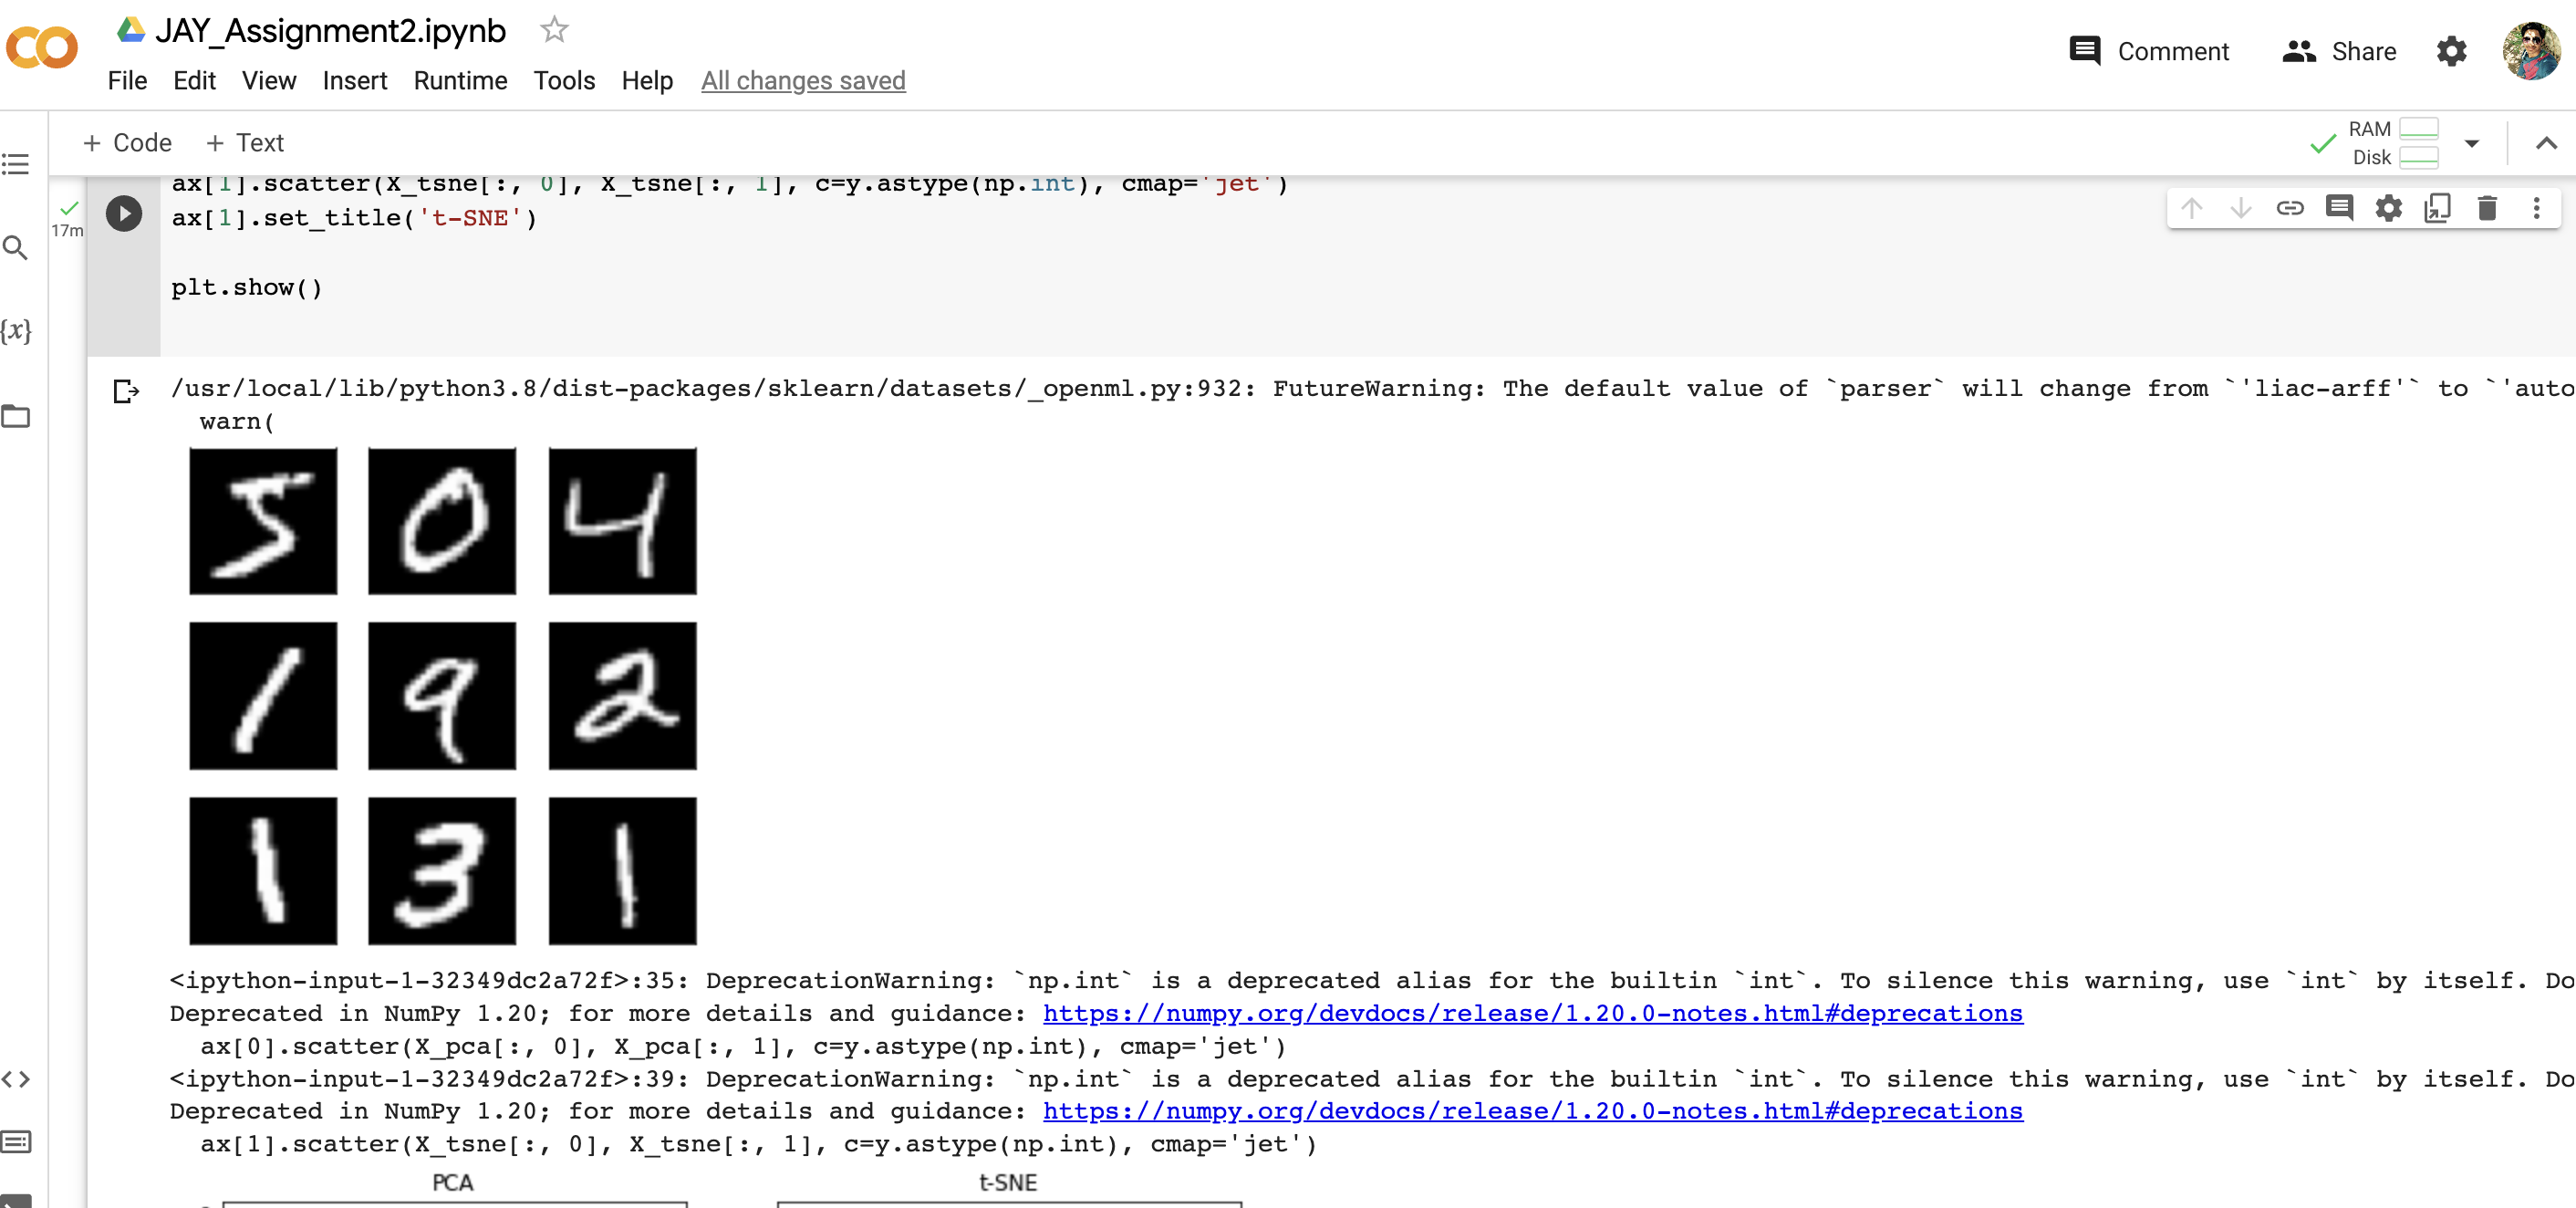 JAY_Assignment2.ipynb
Comment Share
File Edit View Insert Runtime Tools Help All changes saved
+ Code + Text
RAM
Disk
ax[1].scatter(X_tsne[:, 0], X_tsne[:, 1], c=y.astype(np.int), cmap='jet')
ax[1].set_title('t-SNE')
17m
plt.show()
{x}
/usr/local/lib/python3.8/dist-packages/sklearn/datasets/_openml.py:932: FutureWarning: The default value of `parser` will change from `'liac-arff'` to `'auto
warn(
5 0 4
1 9 2
1 3 1
<ipython-input-1-32349dc2a72f>:35: DeprecationWarning: `np.int` is a deprecated alias for the builtin `int`. To silence this warning, use `int` by itself. Do
Deprecated in NumPy 1.20; for more details and guidance: https://numpy.org/devdocs/release/1.20.0-notes.html#deprecations
ax[0].scatter(X_pca[:, 0], X_pca[:, 1], c=y.astype(np.int), cmap='jet')
<ipython-input-1-32349dc2a72f>:39: DeprecationWarning: `np.int` is a deprecated alias for the builtin `int`. To silence this warning, use `int` by itself. Do
Deprecated in NumPy 1.20; for more details and guidance: https://numpy.org/devdocs/release/1.20.0-notes.html#deprecations
ax[1].scatter(X_tsne[:, 0], X_tsne[:, 1], c=y.astype(np.int), cmap='jet')
PCA t-SNE